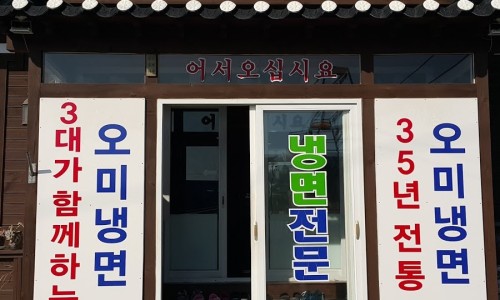 어서오십시요
3대가함께하는
오미냉면
냉면전문
35년 전통
오미냉면